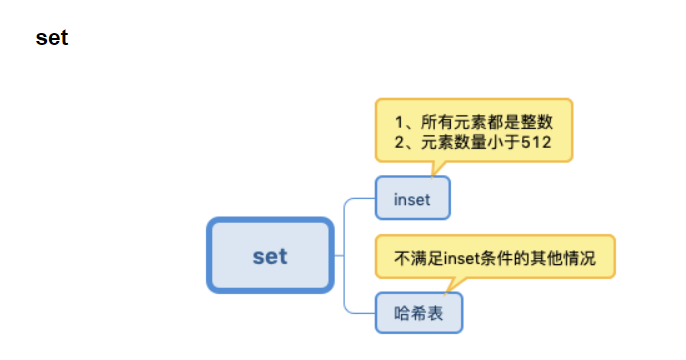 set
1、所有元素都是整数
2、元素数量小于512
inset
set
不满足inset条件的其他情况
哈希表